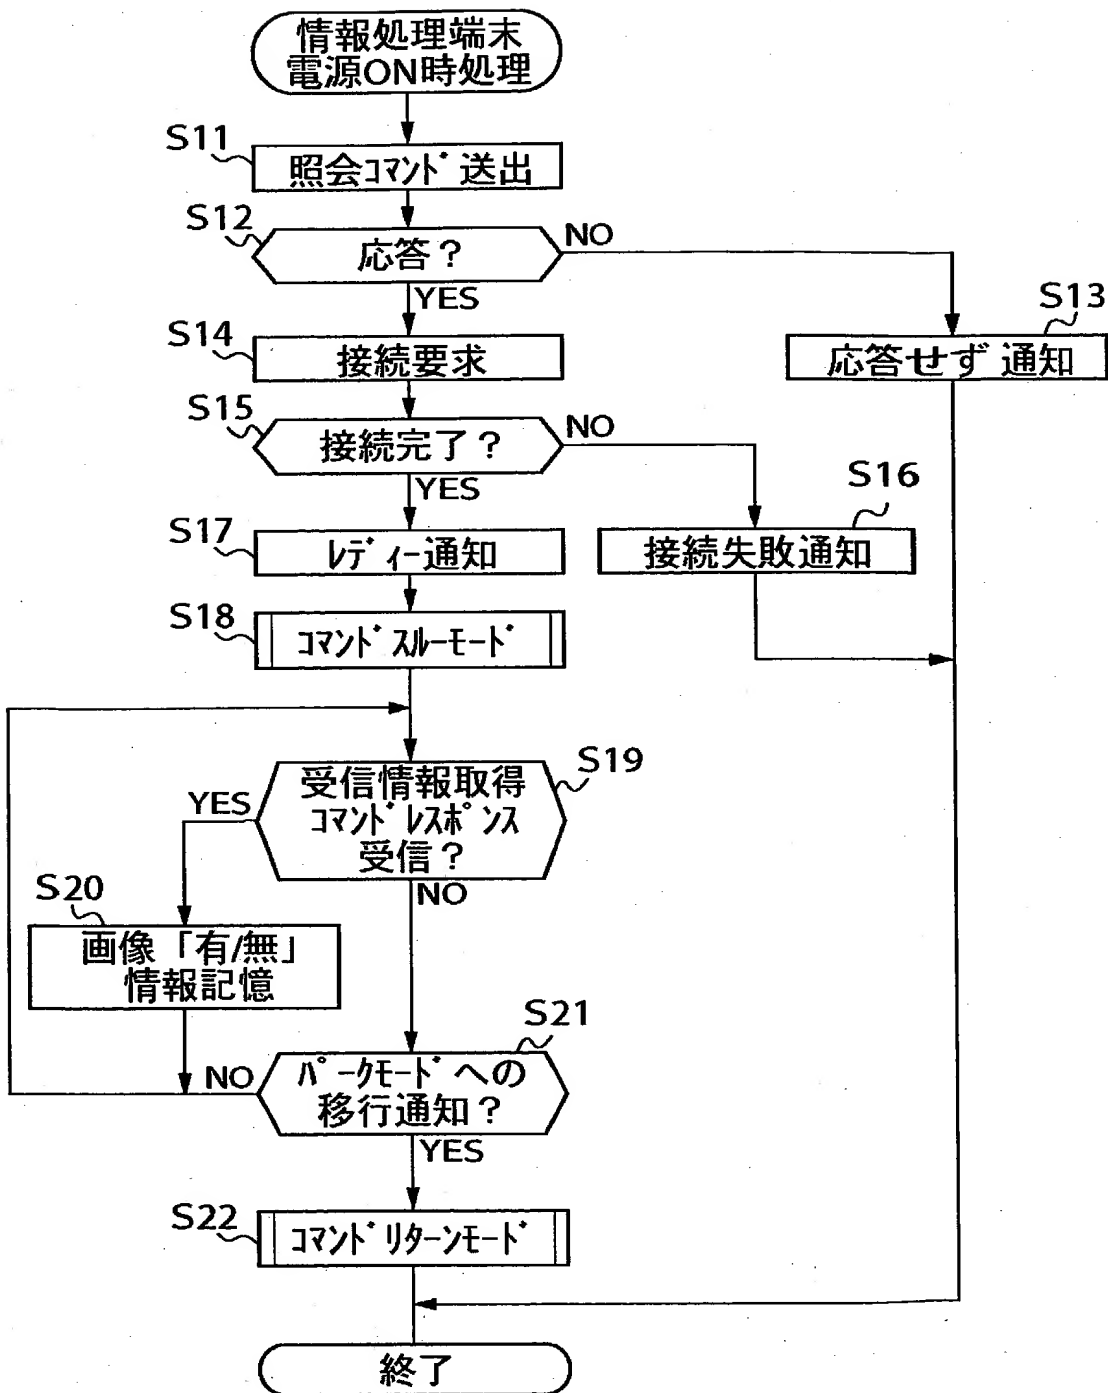 情報処理端末
電源ON時処理
S11
照会ｺﾏﾝﾄﾞ送出
S12
応答？
NO
YES
S13
応答せず 通知
S14
接続要求
S15
接続完了？
NO
YES
S16
接続失敗通知
S17
ﾚﾃﾞｨｰ通知
S18
ｺﾏﾝﾄﾞｽﾙｰﾓｰﾄﾞ
S19
受信情報取得
ｺﾏﾝﾄﾞﾚｽﾎﾟﾝｽ
受信？
YES
NO
S20
画像「有/無」
情報記憶
S21
ﾊﾟｰｸﾓｰﾄﾞへの
移行通知？
NO
YES
S22
ｺﾏﾝﾄﾞﾘﾀｰﾝﾓｰﾄﾞ
終了